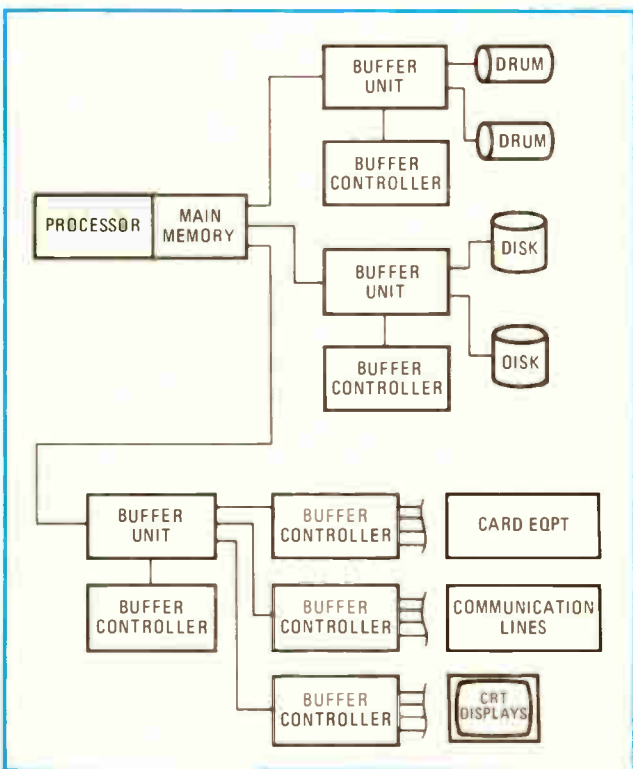 BUFFER
UNIT
DRUM
DRUM
BUFFER
CONTROLLER
PROCESSOR
MAIN
MEMORY
BUFFER
UNIT
DISK
OISK
BUFFER
CONTROLLER
BUFFER
UNIT
BUFFER
CONTROLLER
BUFFER
CONTROLLER
CARD EQPT
BUFFER
CONTROLLER
COMMUNICATION
LINES
BUFFER
CONTROLLER
CRT
DISPLAYS